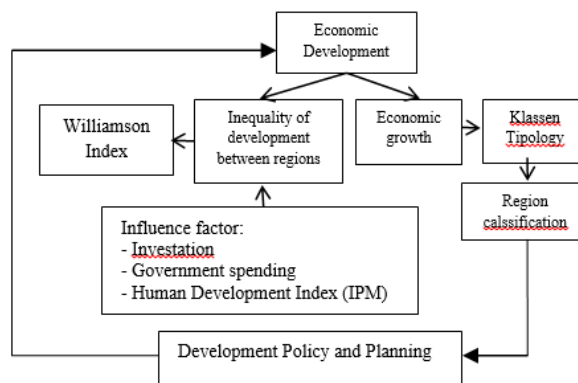 Economic
Development
Williamson
Index
Inequality of
development
between regions
Economic
growth
Klassen
Tipology
Region
calssification
Influence factor:
- Investation
- Government spending
- Human Development Index (IPM)
Development Policy and Planning